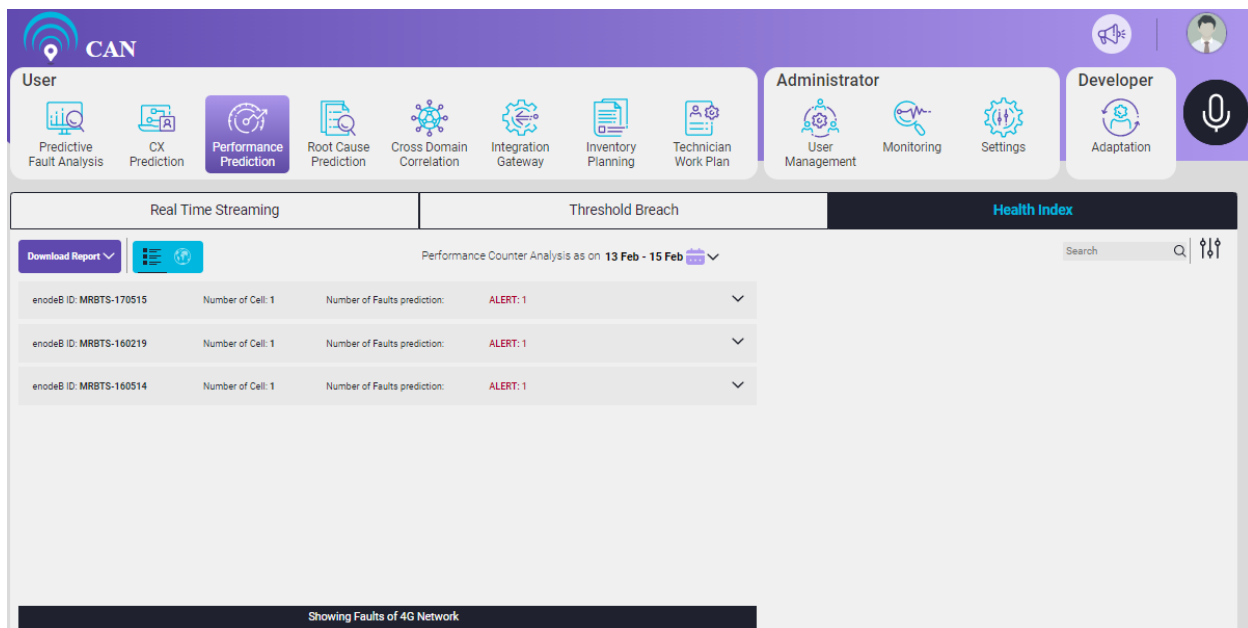 CAN
User
Predictive
Fault Analysis
CX
Prediction
Performance
Prediction
Root Cause
Prediction
Cross Domain
Correlation
Integration
Gateway
Inventory
Planning
Technician
Work Plan
Administrator
User
Management
Monitoring
Settings
Developer
Adaptation
Real Time Streaming
Threshold Breach
Health Index
Download Report
Performance Counter Analysis as on 13 Feb - 15 Feb
Search
enodeB ID: MRBTS-170515 Number of Cell: 1 Number of Faults prediction: ALERT: 1
enodeB ID: MRBTS-160219 Number of Cell: 1 Number of Faults prediction: ALERT: 1
enodeB ID: MRBTS-160514 Number of Cell: 1 Number of Faults prediction: ALERT: 1
Showing Faults of 4G Network